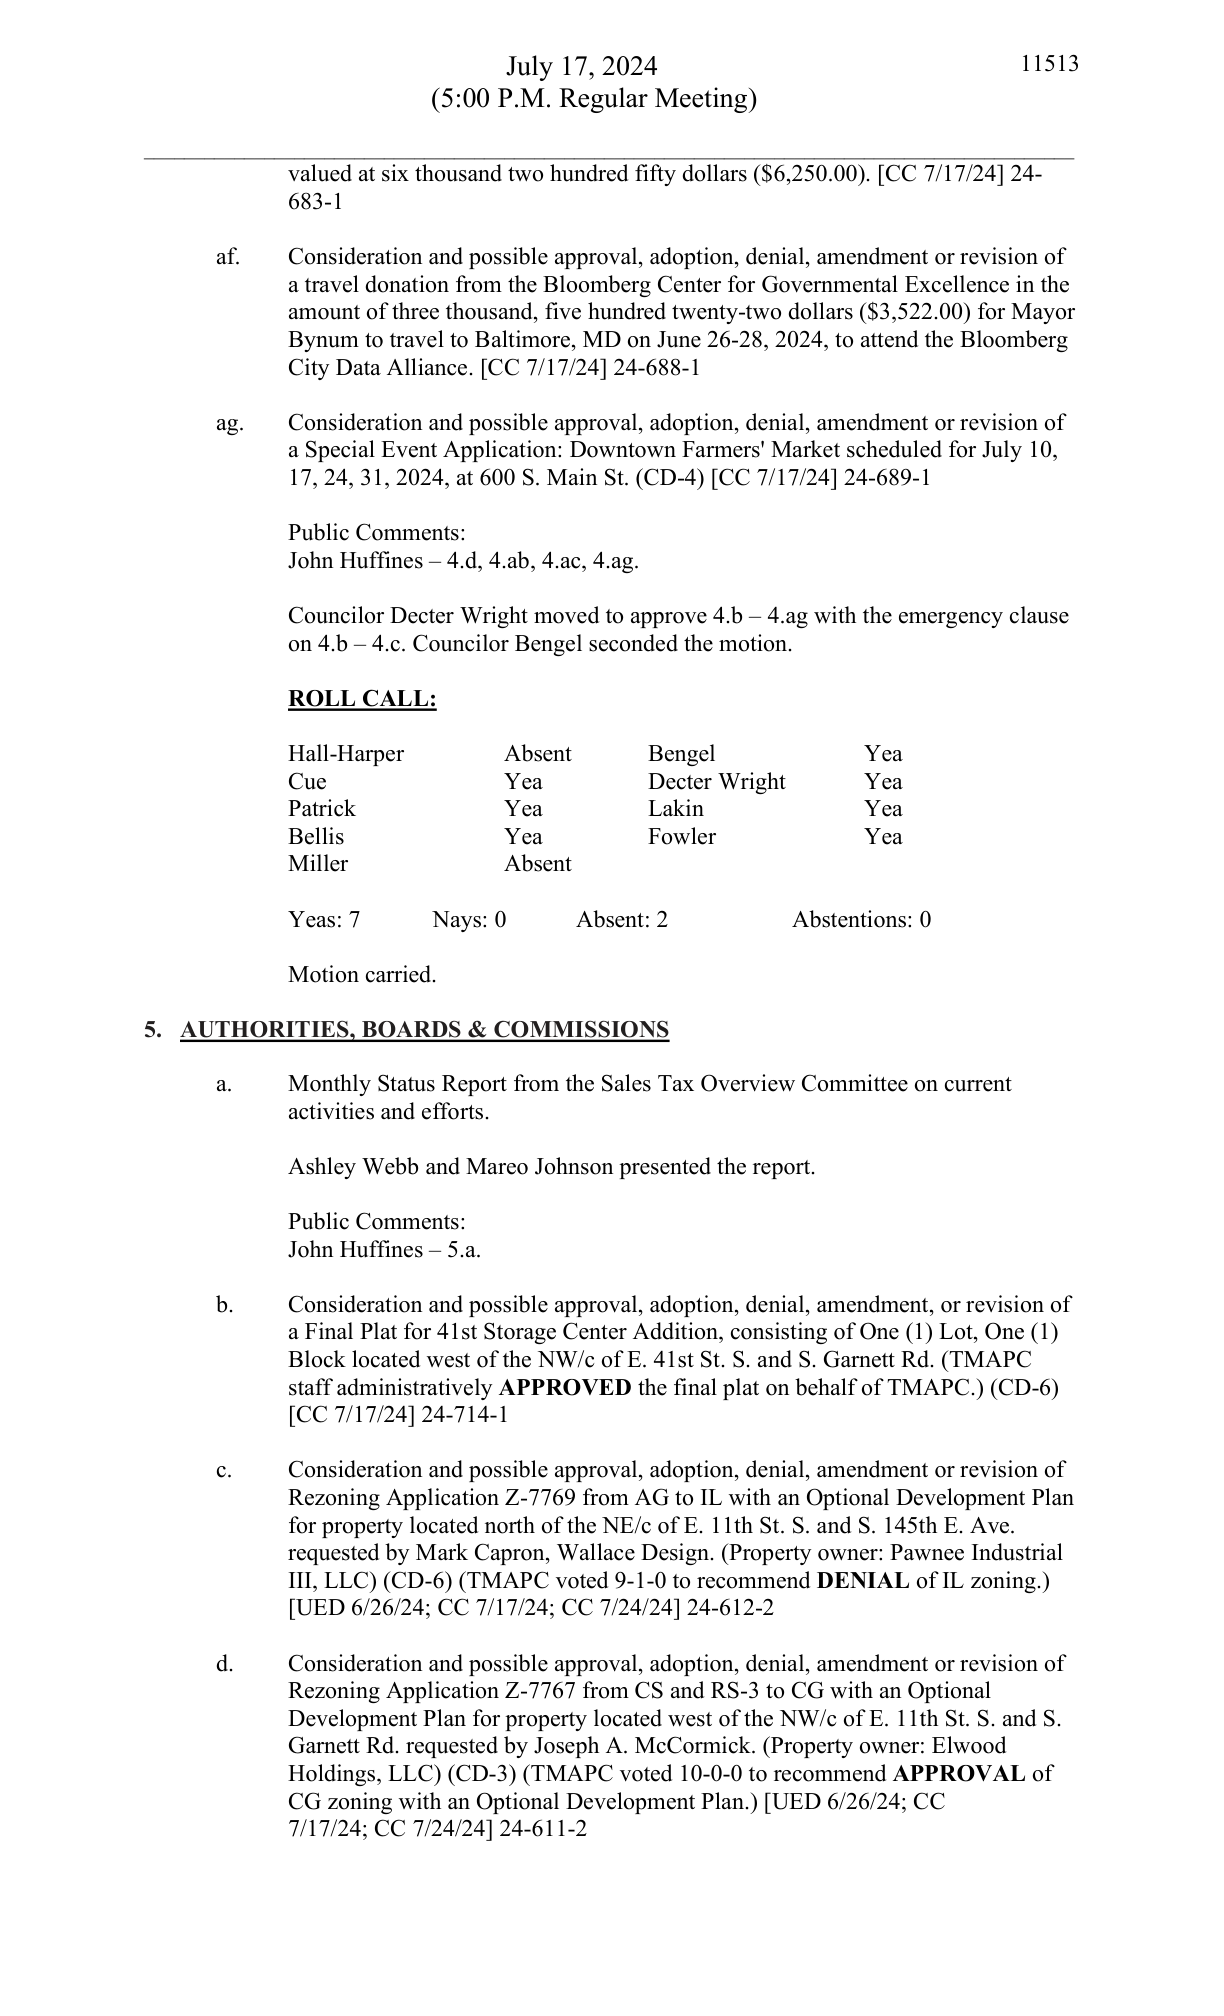 July 17, 2024
11513
(5:00 P.M. Regular Meeting)
valued at six thousand two hundred fifty dollars ($6,250.00). [CC 7/17/24] 24-
683-1
af. Consideration and possible approval, adoption, denial, amendment or revision of
a travel donation from the Bloomberg Center for Governmental Excellence in the
amount of three thousand, five hundred twenty-two dollars ($3,522.00) for Mayor
Bynum to travel to Baltimore, MD on June 26-28, 2024, to attend the Bloomberg
City Data Alliance. [CC 7/17/24] 24-688-1
ag. Consideration and possible approval, adoption, denial, amendment or revision of
a Special Event Application: Downtown Farmers' Market scheduled for July 10,
17, 24, 31, 2024, at 600 S. Main St. (CD-4) [CC 7/17/24] 24-689-1
Public Comments:
John Huffines – 4.d, 4.ab, 4.ac, 4.ag.
Councilor Decter Wright moved to approve 4.b – 4.ag with the emergency clause
on 4.b – 4.c. Councilor Bengel seconded the motion.
ROLL CALL:
Hall-Harper Absent Bengel Yea
Cue Yea Decter Wright Yea
Patrick Yea Lakin Yea
Bellis Yea Fowler Yea
Miller Absent
Yeas: 7 Nays: 0 Absent: 2 Abstentions: 0
Motion carried.
5. AUTHORITIES, BOARDS & COMMISSIONS
a. Monthly Status Report from the Sales Tax Overview Committee on current
activities and efforts.
Ashley Webb and Mareo Johnson presented the report.
Public Comments:
John Huffines – 5.a.
b. Consideration and possible approval, adoption, denial, amendment, or revision of
a Final Plat for 41st Storage Center Addition, consisting of One (1) Lot, One (1)
Block located west of the NW/c of E. 41st St. S. and S. Garnett Rd. (TMAPC
staff administratively APPROVED the final plat on behalf of TMAPC.) (CD-6)
[CC 7/17/24] 24-714-1
c. Consideration and possible approval, adoption, denial, amendment or revision of
Rezoning Application Z-7769 from AG to IL with an Optional Development Plan
for property located north of the NE/c of E. 11th St. S. and S. 145th E. Ave.
requested by Mark Capron, Wallace Design. (Property owner: Pawnee Industrial
III, LLC) (CD-6) (TMAPC voted 9-1-0 to recommend DENIAL of IL zoning.)
[UED 6/26/24; CC 7/17/24; CC 7/24/24] 24-612-2
d. Consideration and possible approval, adoption, denial, amendment or revision of
Rezoning Application Z-7767 from CS and RS-3 to CG with an Optional
Development Plan for property located west of the NW/c of E. 11th St. S. and S.
Garnett Rd. requested by Joseph A. McCormick. (Property owner: Elwood
Holdings, LLC) (CD-3) (TMAPC voted 10-0-0 to recommend APPROVAL of
CG zoning with an Optional Development Plan.) [UED 6/26/24; CC
7/17/24; CC 7/24/24] 24-611-2